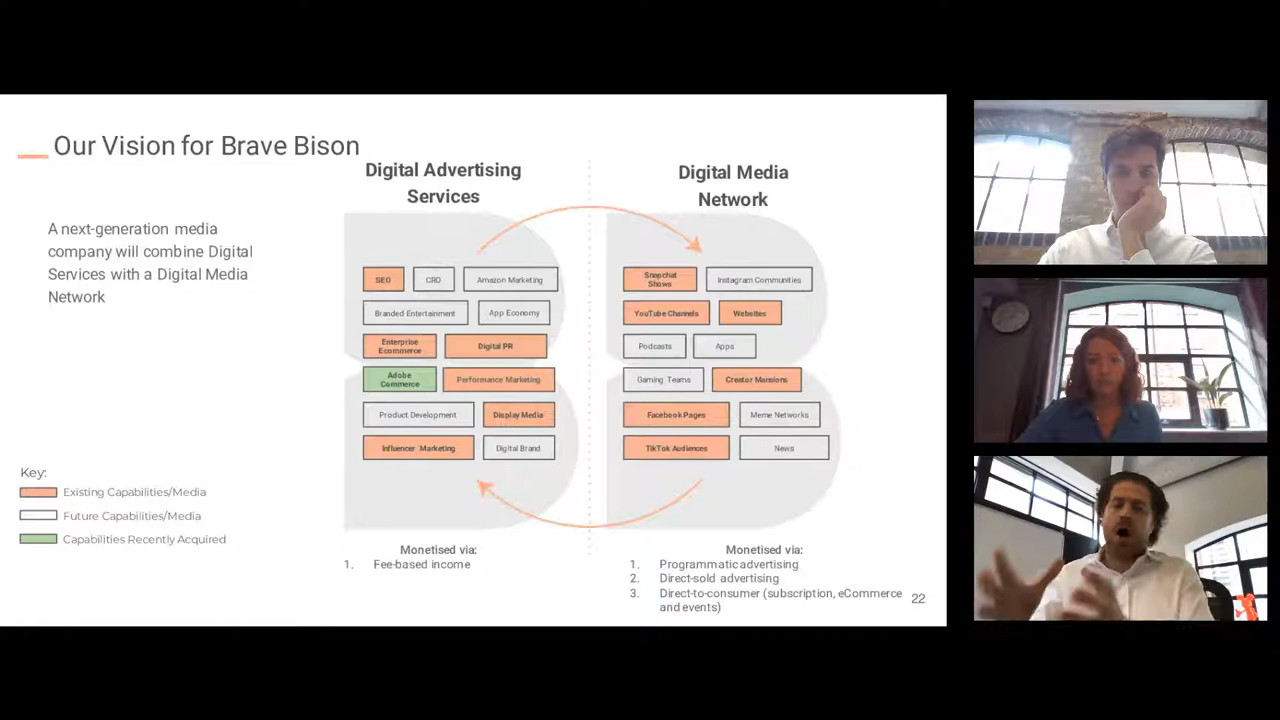 Our Vision for Brave Bison
A next-generation media
company will combine Digital
Services with a Digital Media
Network
Key:
Existing Capabilities/Media
Future Capabilities/Media
Capabilities Recently Acquired
Digital Advertising
Services
SEO
CRO
Amazon Marketing
Branded Entertainment
App Economy
Enterprise
Ecommerce
Digital PR
Adobe
Commerce
Performance Marketing
Product Development
Display Media
Influencer Marketing
Digital Brand
Monetised via:
1. Fee-based income
Digital Media
Network
Snapchat
Shows
Instagram Communities
YouTube Channels
Websites
Podcasts
Apps
Gaming Teams
Creator Mansions
Facebook Pages
Meme Networks
TikTok Audiences
News
Monetised via:
1. Programmatic advertising
2. Direct-sold advertising
3. Direct-to-consumer (subscription, eCommerce
and events)
22